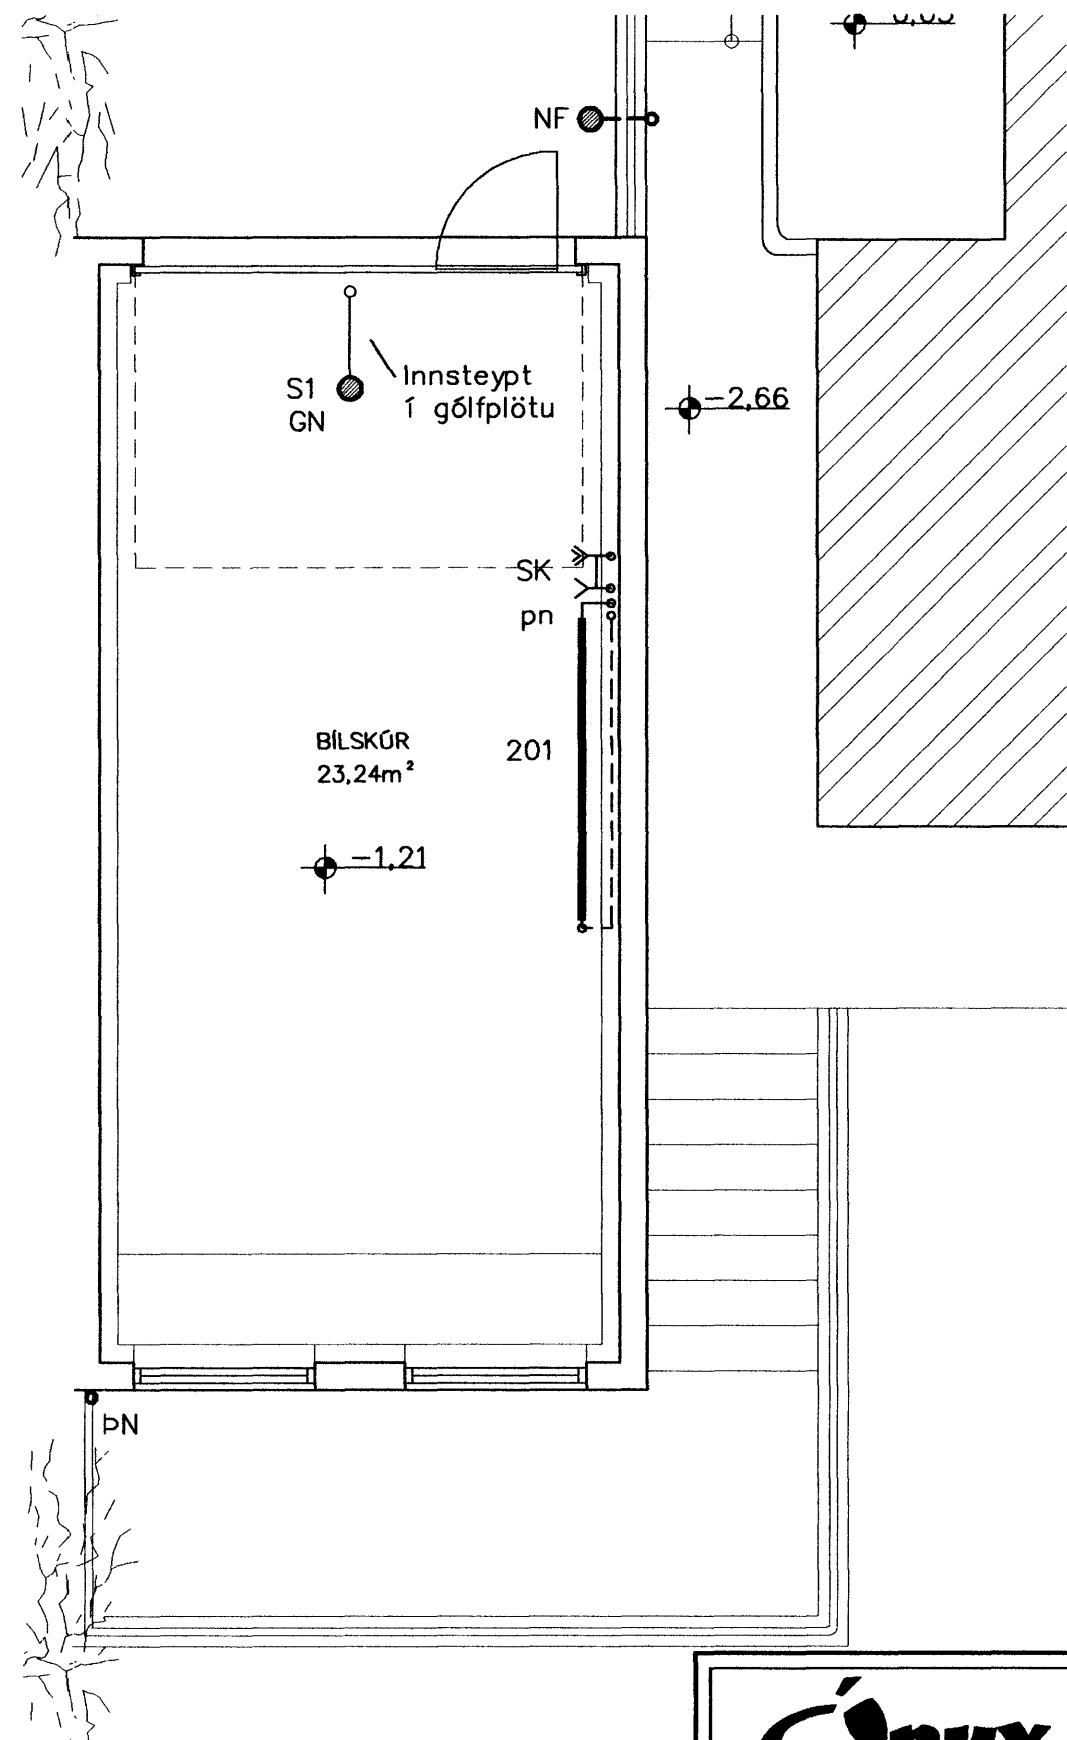 NF
S1
GN
Innsteypt
í gólfplötu
-2,66
SK
pn
BÍLSKÚR
23,24m²
201
-1,21
ÞN